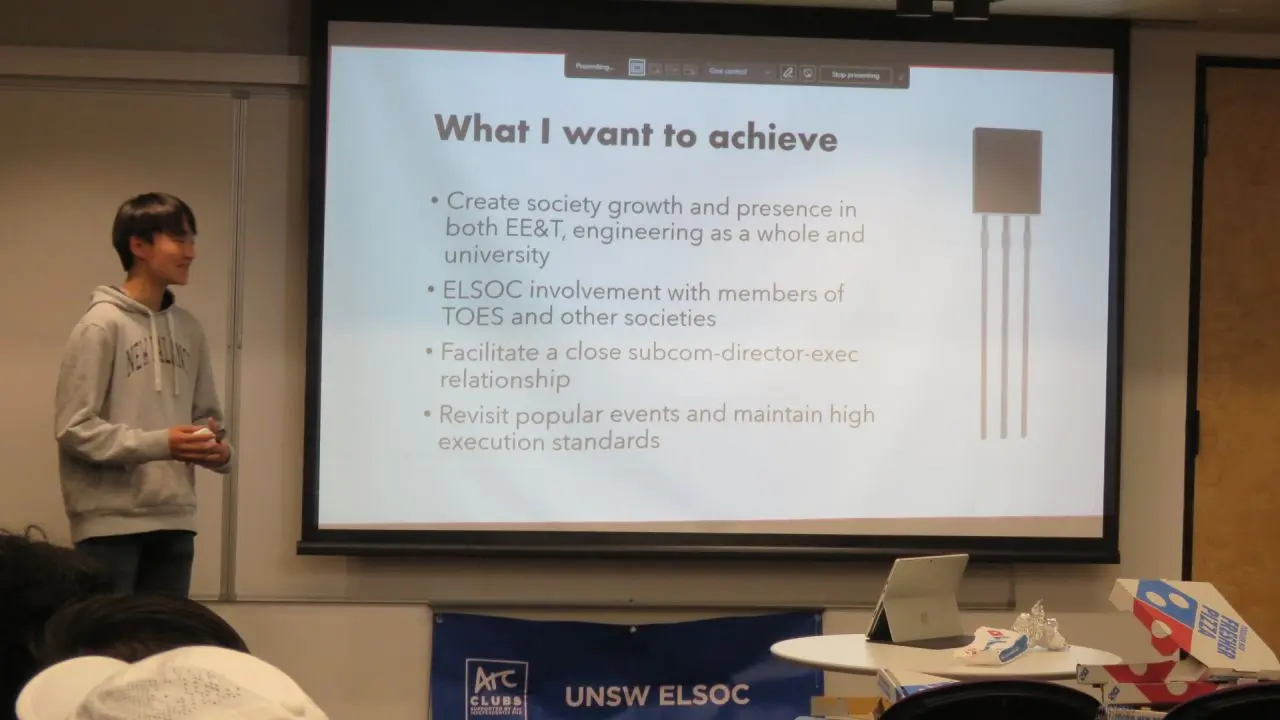 Presenting...
Give control
Stop presenting
What I want to achieve
• Create society growth and presence in
both EE&T, engineering as a whole and
university
• ELSOC involvement with members of
TOES and other societies
• Facilitate a close subcom-director-exec
relationship
• Revisit popular events and maintain high
execution standards
NEW BALANCE
Arc
CLUBS
SUPPORTED BY Arc
UNSW ELSOC
FRESHER
PIZZA